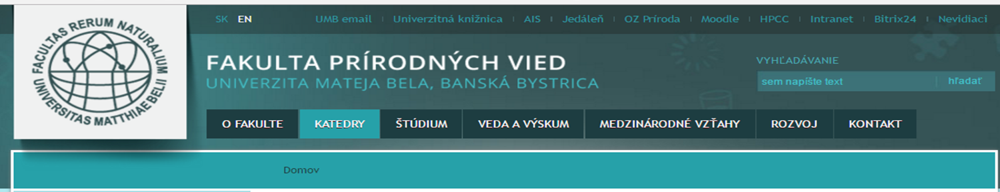 FACULTAS RERUM NATURALIUM
UNIVERSITAS MATTHIAE BELII
SK EN UMB email Univerzitná knižnica AIS Jedáleň OZ Príroda Moodle HPCC Intranet Bitrix24 Nevidiaci
FAKULTA PRÍRODNÝCH VIED
UNIVERZITA MATEJA BELA, BANSKÁ BYSTRICA
VYHĽADÁVANIE
sem napíšte text hľadať
O FAKULTE KATEDRY ŠTÚDIUM VEDA A VÝSKUM MEDZINÁRODNÉ VZŤAHY ROZVOJ KONTAKT
Domov